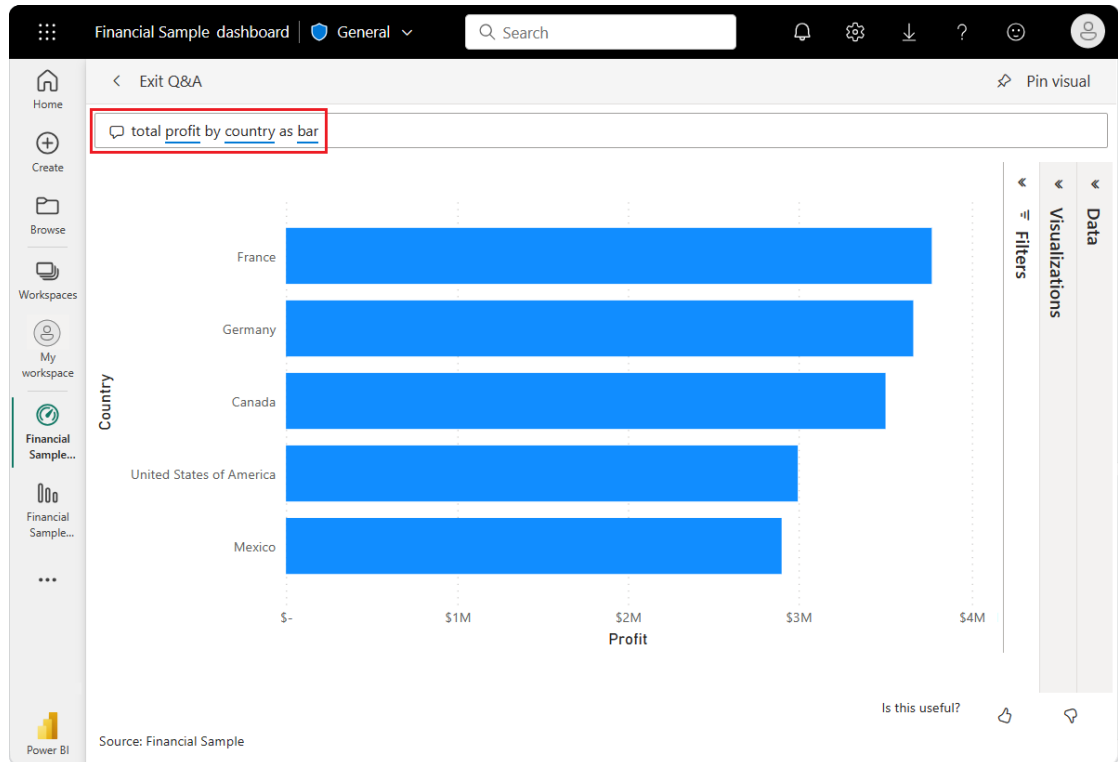 Financial Sample dashboard General Search
Home
Create
Browse
Workspaces
My
workspace
Financial
Sample...
Financial
Sample...
Power BI
Exit Q&A Pin visual
total profit by country as bar
Filters
Visualizations
Data
Country
France
Germany
Canada
United States of America
Mexico
$- $1M $2M $3M $4M
Profit
Is this useful?
Source: Financial Sample